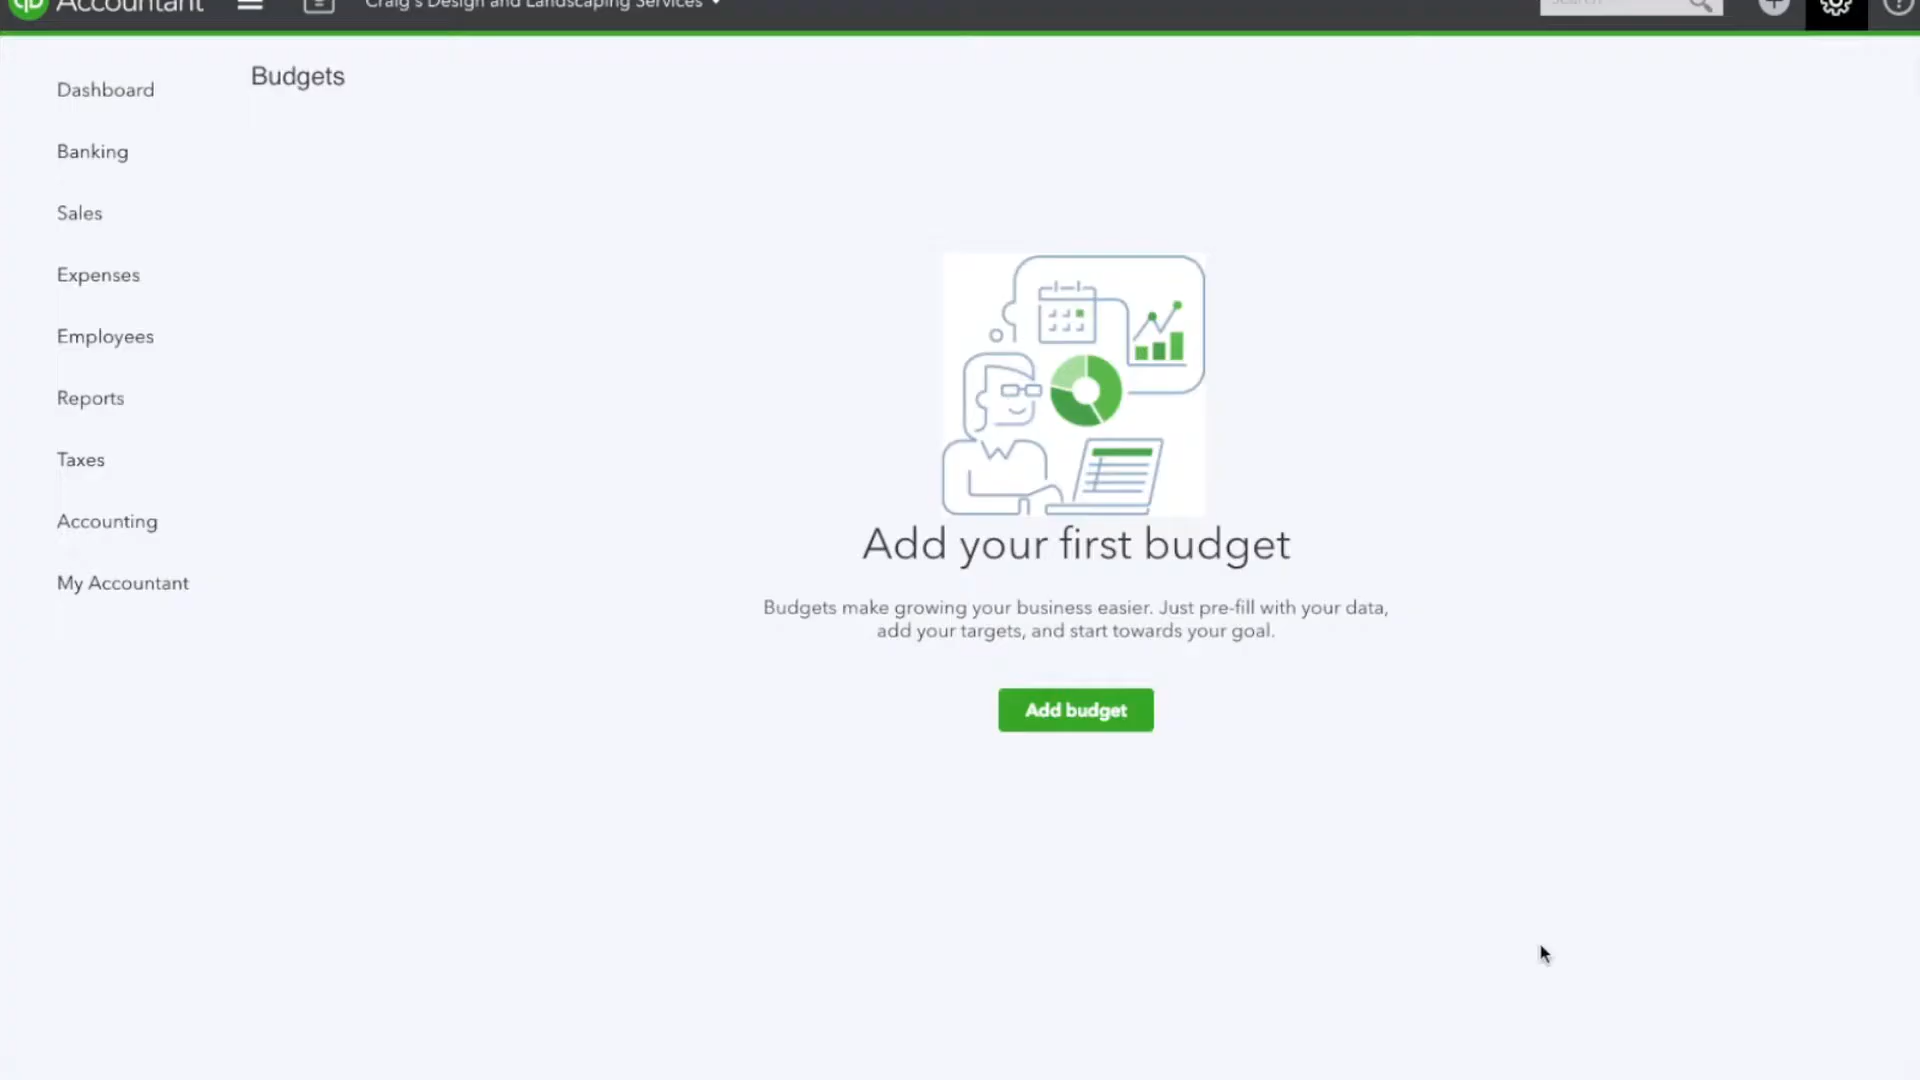 Accountant
Craig's Design and Landscaping Services
Search
Budgets
Dashboard
Banking
Sales
Expenses
Employees
Reports
Taxes
Accounting
My Accountant
Add your first budget
Budgets make growing your business easier. Just pre-fill with your data,
add your targets, and start towards your goal.
Add budget